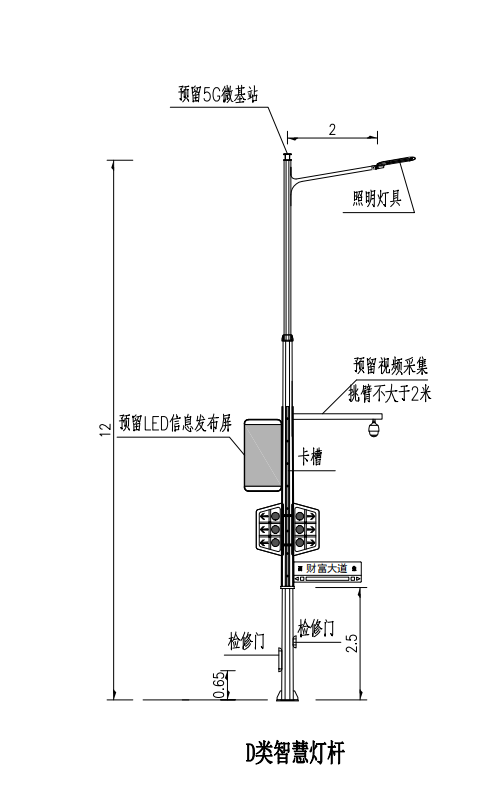 预留5G微基站
2
照明灯具
预留视频采集
挑臂不大于2米
预留LED信息发布屏
12
卡槽
财富大道
检修门
检修门
2.5
0.65
D类智慧灯杆